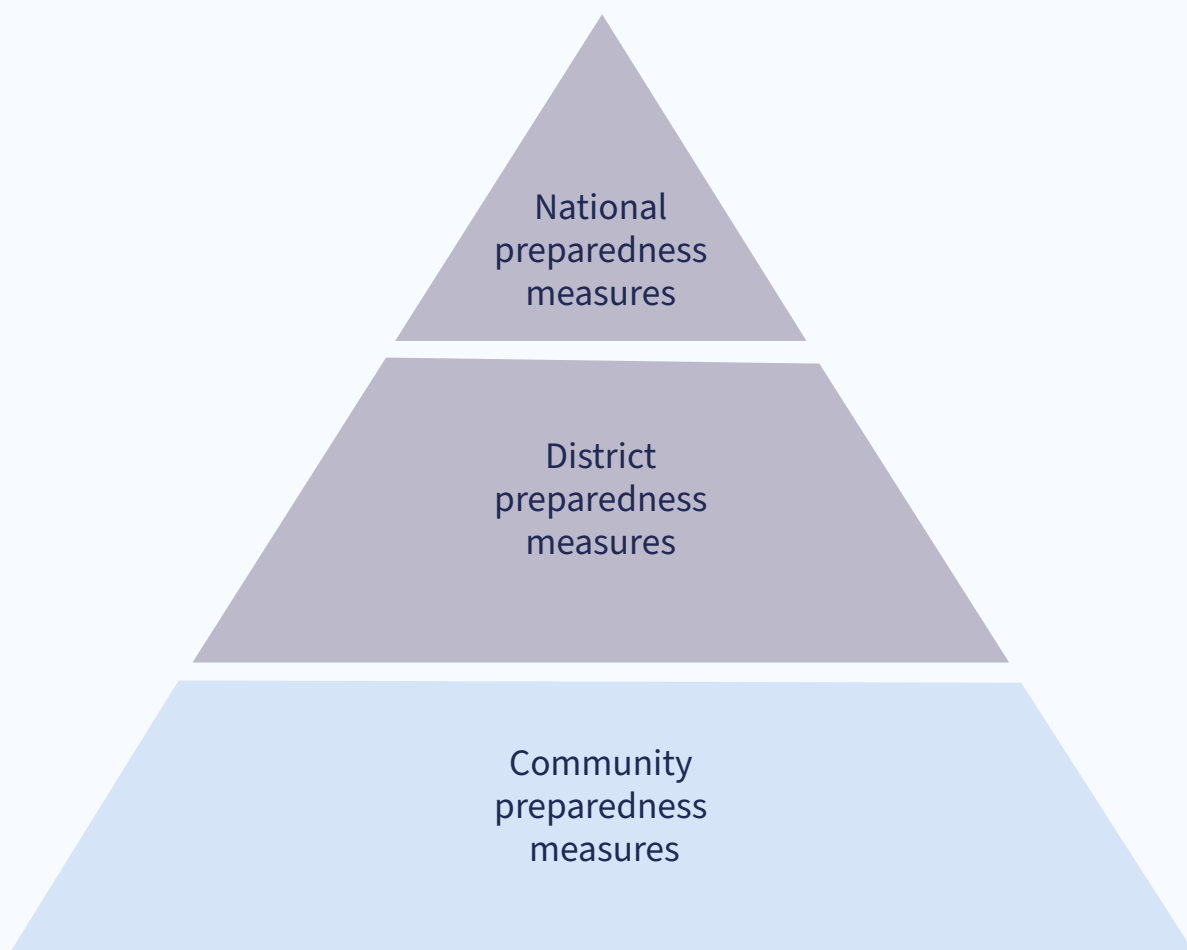 National
preparedness
measures
District
preparedness
measures
Community
preparedness
measures